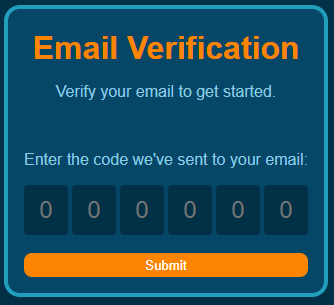 Email Verification
Verify your email to get started.
Enter the code we've sent to your email:
0 0 0 0 0 0
Submit